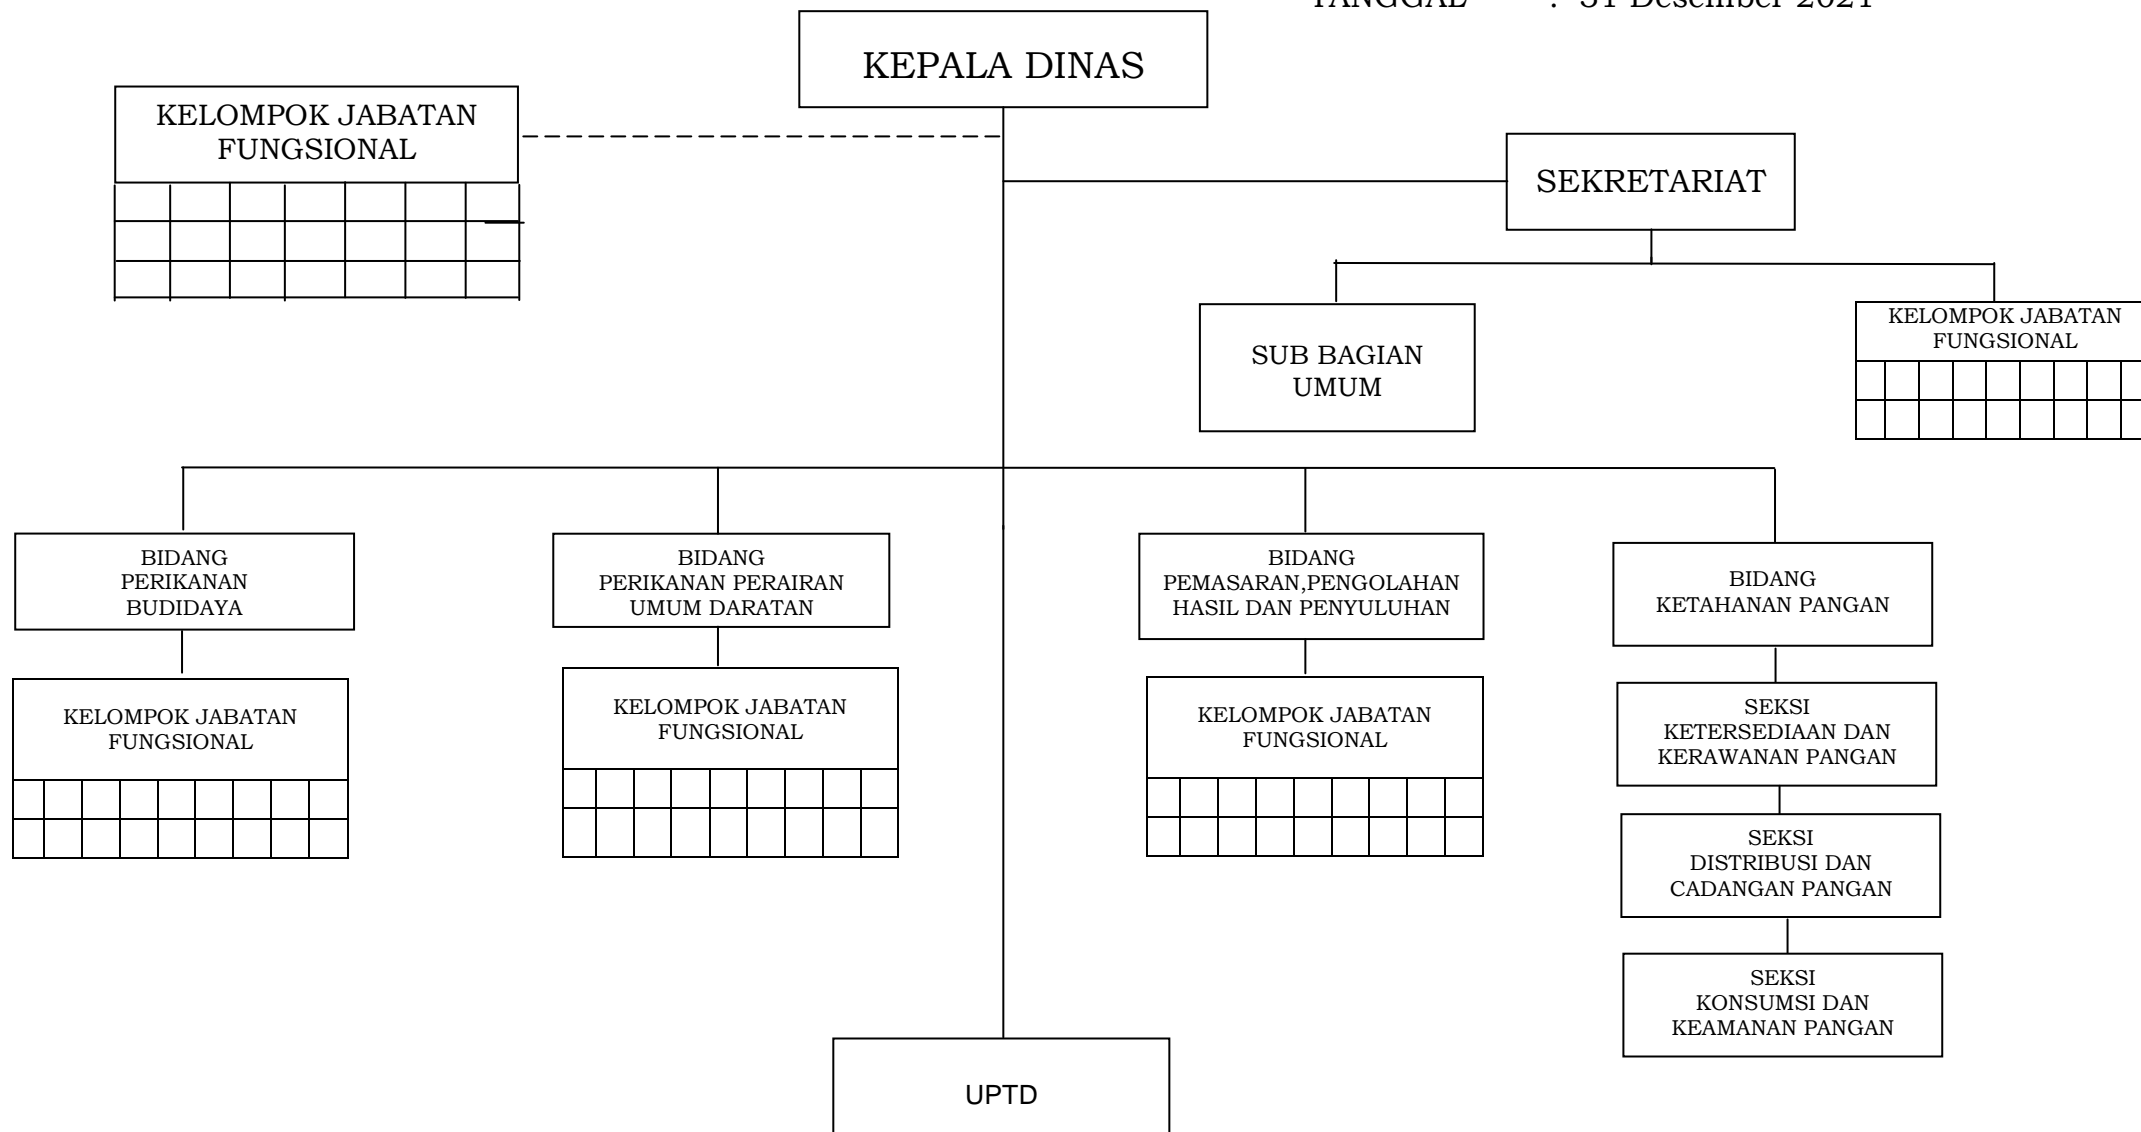 TANGGAL : 31 Desember 2021
KEPALA DINAS
KELOMPOK JABATAN
FUNGSIONAL
SEKRETARIAT
SUB BAGIAN
UMUM
KELOMPOK JABATAN
FUNGSIONAL
BIDANG
PERIKANAN
BUDIDAYA
BIDANG
PERIKANAN PERAIRAN
UMUM DARATAN
BIDANG
PEMASARAN,PENGOLAHAN
HASIL DAN PENYULUHAN
BIDANG
KETAHANAN PANGAN
KELOMPOK JABATAN
FUNGSIONAL
KELOMPOK JABATAN
FUNGSIONAL
KELOMPOK JABATAN
FUNGSIONAL
SEKSI
KETERSEDIAAN DAN
KERAWANAN PANGAN
SEKSI
DISTRIBUSI DAN
CADANGAN PANGAN
SEKSI
KONSUMSI DAN
KEAMANAN PANGAN
UPTD